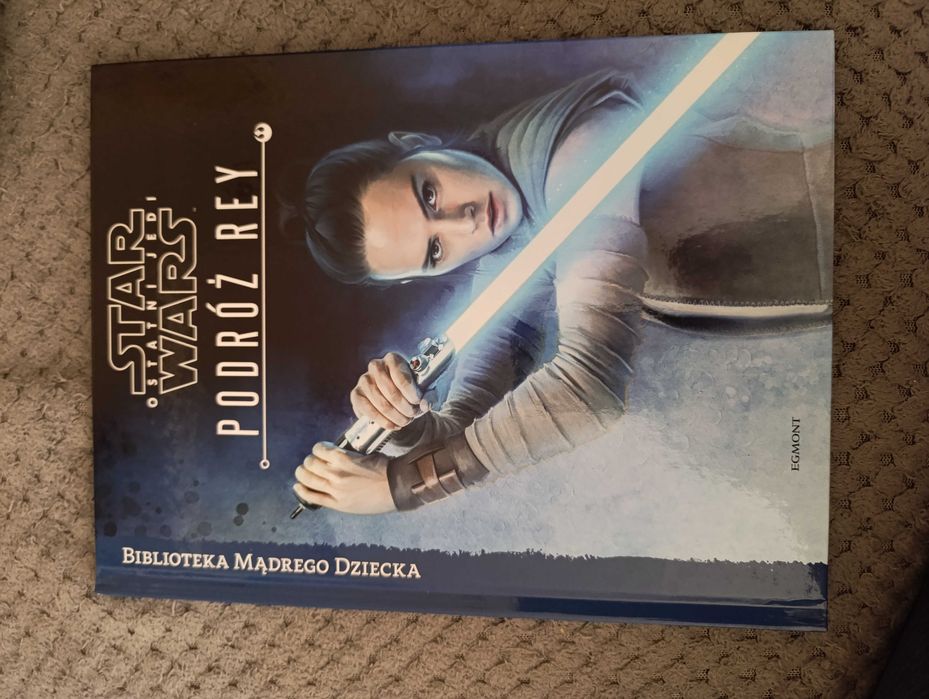 STAR
OSTATNI JEDI
WARS
PODRÓŻ REY
BIBLIOTEKA MĄDREGO DZIECKA
EGMONT